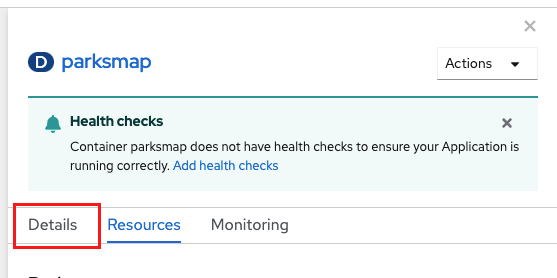 D parksmap
Actions
Health checks
Container parksmap does not have health checks to ensure your Application is
running correctly. Add health checks
Details Resources Monitoring